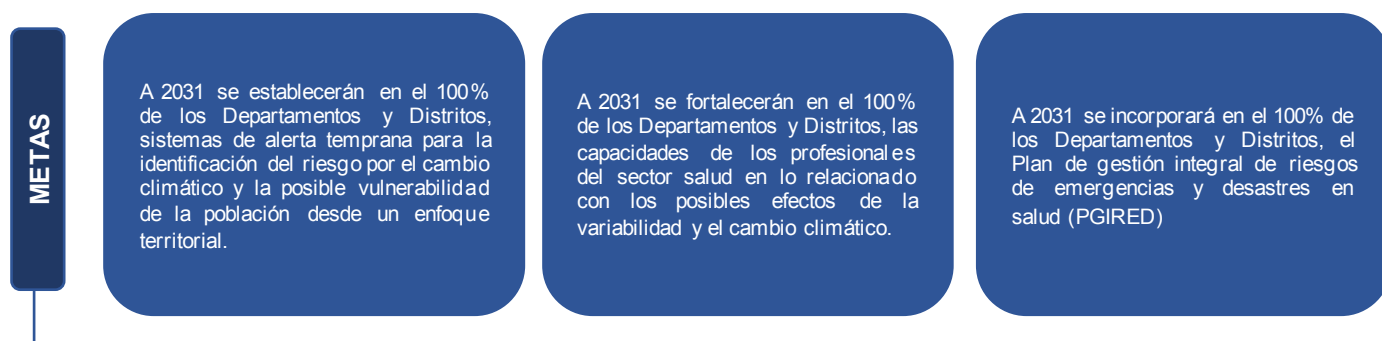 METAS
A 2031 se establecerán en el 100%
de los Departamentos y Distritos,
sistemas de alerta temprana para la
identificación del riesgo por el cambio
climático y la posible vulnerabilidad
de la población desde un enfoque
territorial.
A 2031 se fortalecerán en el 100%
de los Departamentos y Distritos, las
capacidades de los profesionales
del sector salud en lo relacionado
con los posibles efectos de la
variabilidad y el cambio climático.
A 2031 se incorporará en el 100% de
los Departamentos y Distritos, el
Plan de gestión integral de riesgos
de emergencias y desastres en
salud (PGIRED)